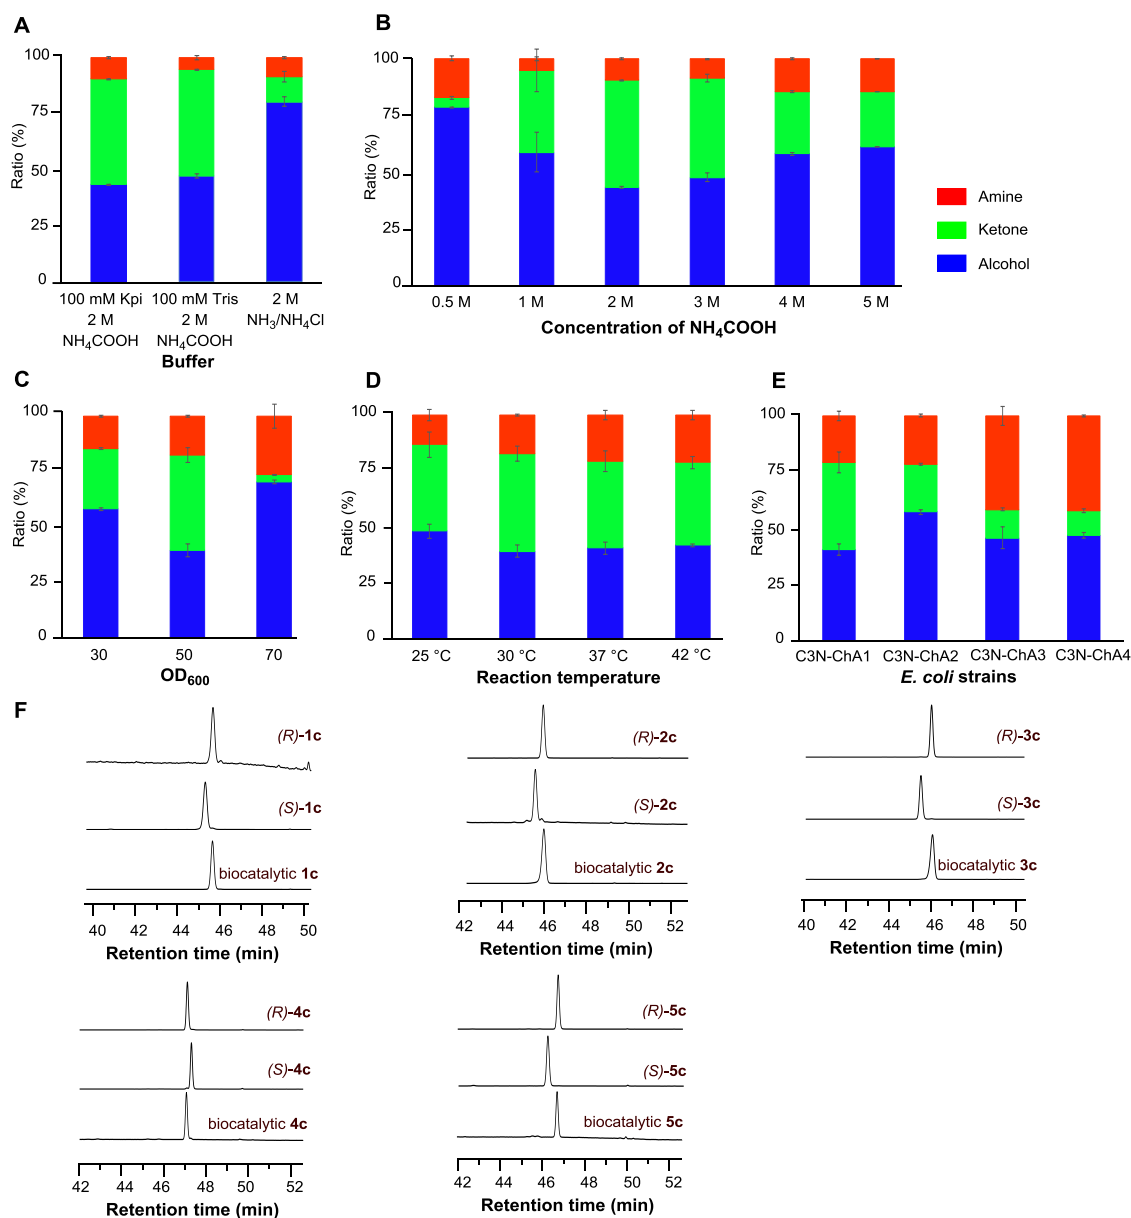 A
Ratio (%)
100
75
50
25
0
100 mM Kpi
2 M
NH₄COOH
100 mM Tris
2 M
NH₄COOH
2 M
NH₃/NH₄Cl
Buffer
B
Ratio (%)
100
75
50
25
0
0.5 M 1 M 2 M 3 M 4 M 5 M
Concentration of NH₄COOH
Amine
Ketone
Alcohol
C
Ratio (%)
100
75
50
25
0
30 50 70
OD₆₀₀
D
Ratio (%)
100
75
50
25
0
25 °C 30 °C 37 °C 42 °C
Reaction temperature
E
Ratio (%)
100
75
50
25
0
C3N-ChA1 C3N-ChA2 C3N-ChA3 C3N-ChA4
E. coli strains
F
(R)-1c
(S)-1c
biocatalytic 1c
40 42 44 46 48 50
Retention time (min)
(R)-2c
(S)-2c
biocatalytic 2c
42 44 46 48 50 52
Retention time (min)
(R)-3c
(S)-3c
biocatalytic 3c
40 42 44 46 48 50
Retention time (min)
(R)-4c
(S)-4c
biocatalytic 4c
42 44 46 48 50 52
Retention time (min)
(R)-5c
(S)-5c
biocatalytic 5c
42 44 46 48 50 52
Retention time (min)